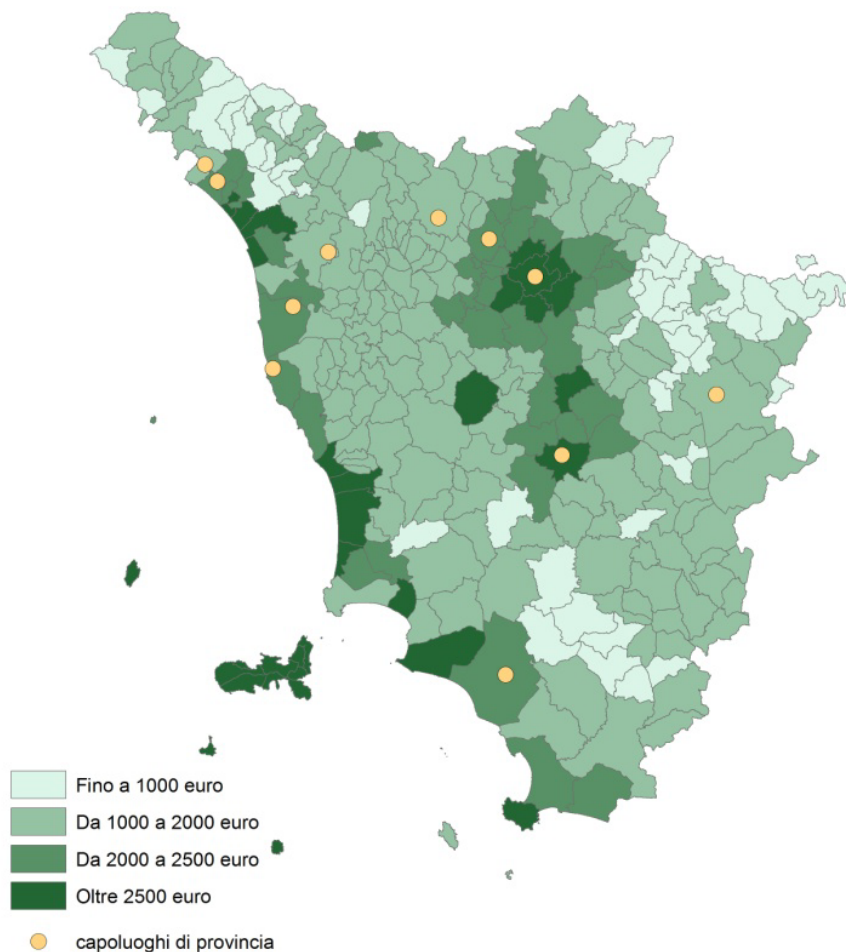 Fino a 1000 euro
Da 1000 a 2000 euro
Da 2000 a 2500 euro
Oltre 2500 euro
capoluoghi di provincia